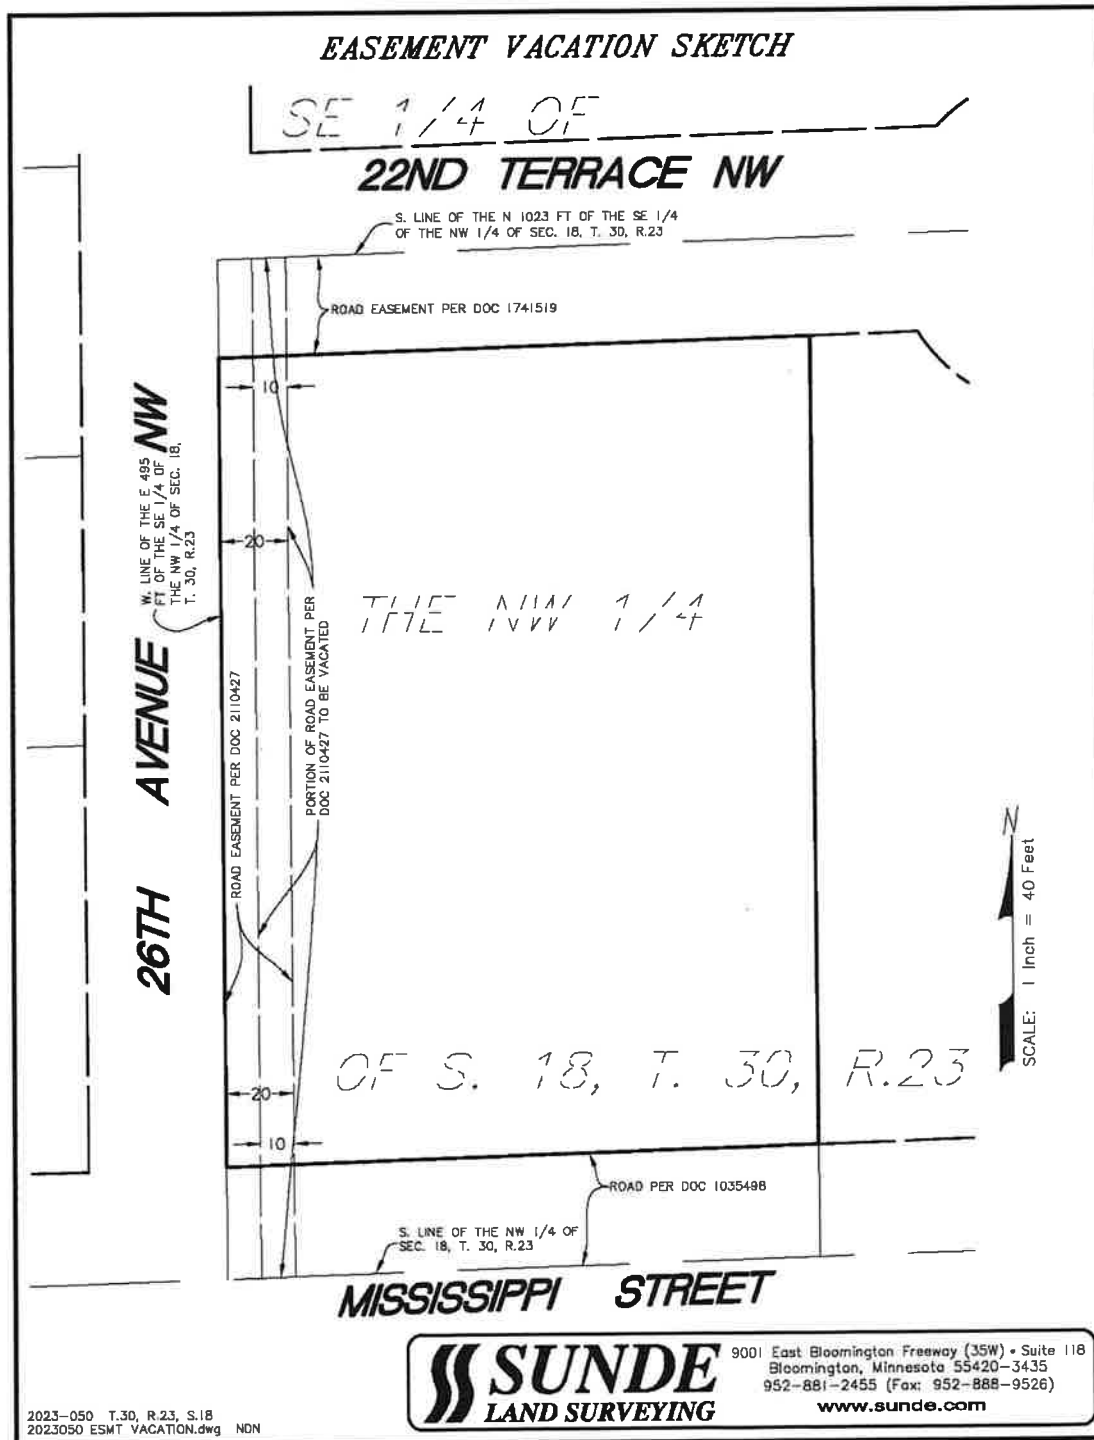 EASEMENT VACATION SKETCH
SE 1/4 OF
22ND TERRACE NW
S. LINE OF THE N 1023 FT OF THE SE 1/4
OF THE NW 1/4 OF SEC. 18, T. 30, R.23
ROAD EASEMENT PER DOC 1741519
10
20
W. LINE OF THE E 495
FT OF THE SE 1/4 OF
THE NW 1/4 OF SEC. 18,
T. 30, R.23
26TH AVENUE NW
ROAD EASEMENT PER DOC 2110427
PORTION OF ROAD EASEMENT PER
DOC 2110427 TO BE VACATED
THE NW 1/4
N
SCALE: 1 Inch = 40 Feet
OF S. 18, T. 30, R.23
20
10
ROAD PER DOC 1035498
S. LINE OF THE NW 1/4 OF
SEC. 18, T. 30, R.23
MISSISSIPPI STREET
SUNDE
LAND SURVEYING
9001 East Bloomington Freeway (35W) • Suite 118
Bloomington, Minnesota 55420-3435
952-881-2455 (Fax: 952-888-9526)
www.sunde.com
2023-050 T.30, R.23, S.18
2023050 ESMT VACATION.dwg NDN